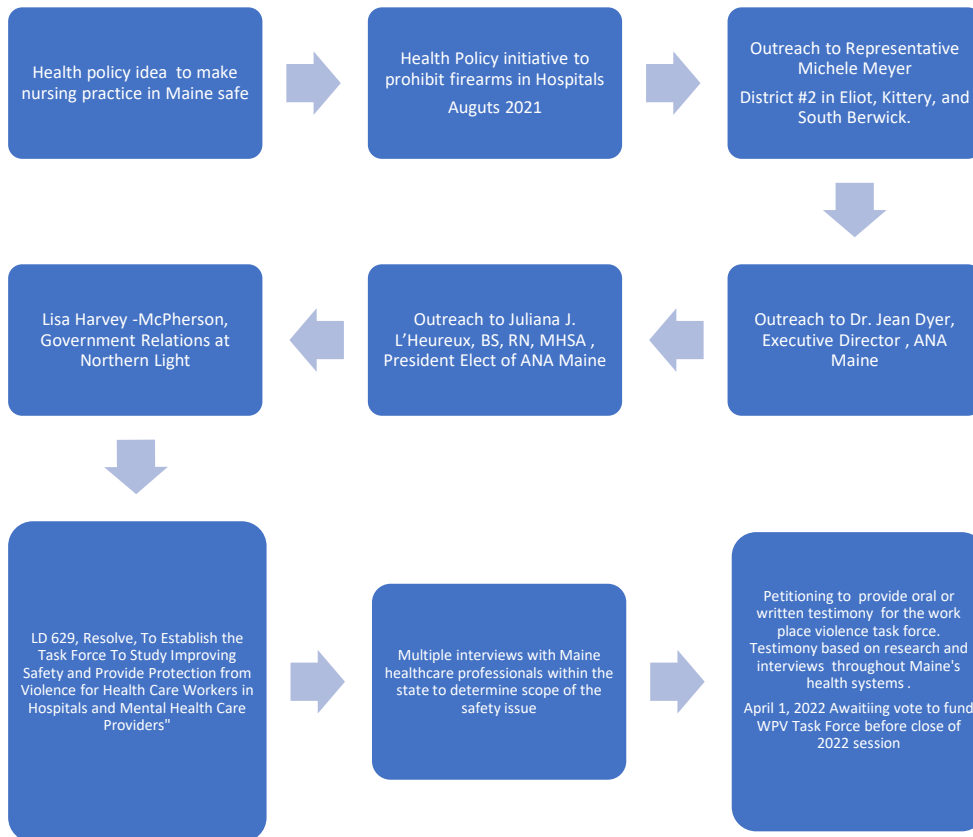 Health policy idea  to make
nursing practice in Maine safe
Health Policy initiative to
prohibit firearms in Hospitals
Auguts 2021
Outreach to Representative
Michele Meyer
District #2 in Eliot, Kittery, and
South Berwick.
Outreach to Dr. Jean Dyer,
Executive Director , ANA
Maine
Outreach to Juliana J.
L’Heureux, BS, RN, MHSA ,
President Elect of ANA Maine
Lisa Harvey -McPherson,
Government Relations at
Northern Light
LD 629, Resolve, To Establish the
Task Force To Study Improving
Safety and Provide Protection from
Violence for Health Care Workers in
Hospitals and Mental Health Care
Providers"
Multiple interviews with Maine
healthcare professionals within the
state to determine scope of the
safety issue
Petitioning to  provide oral or
written testimony  for the work
place violence task force.
Testimony based on research and
interviews  throughout Maine's
health systems .
April 1, 2022 Awaitiing vote to fund
WPV Task Force before close of
2022 session